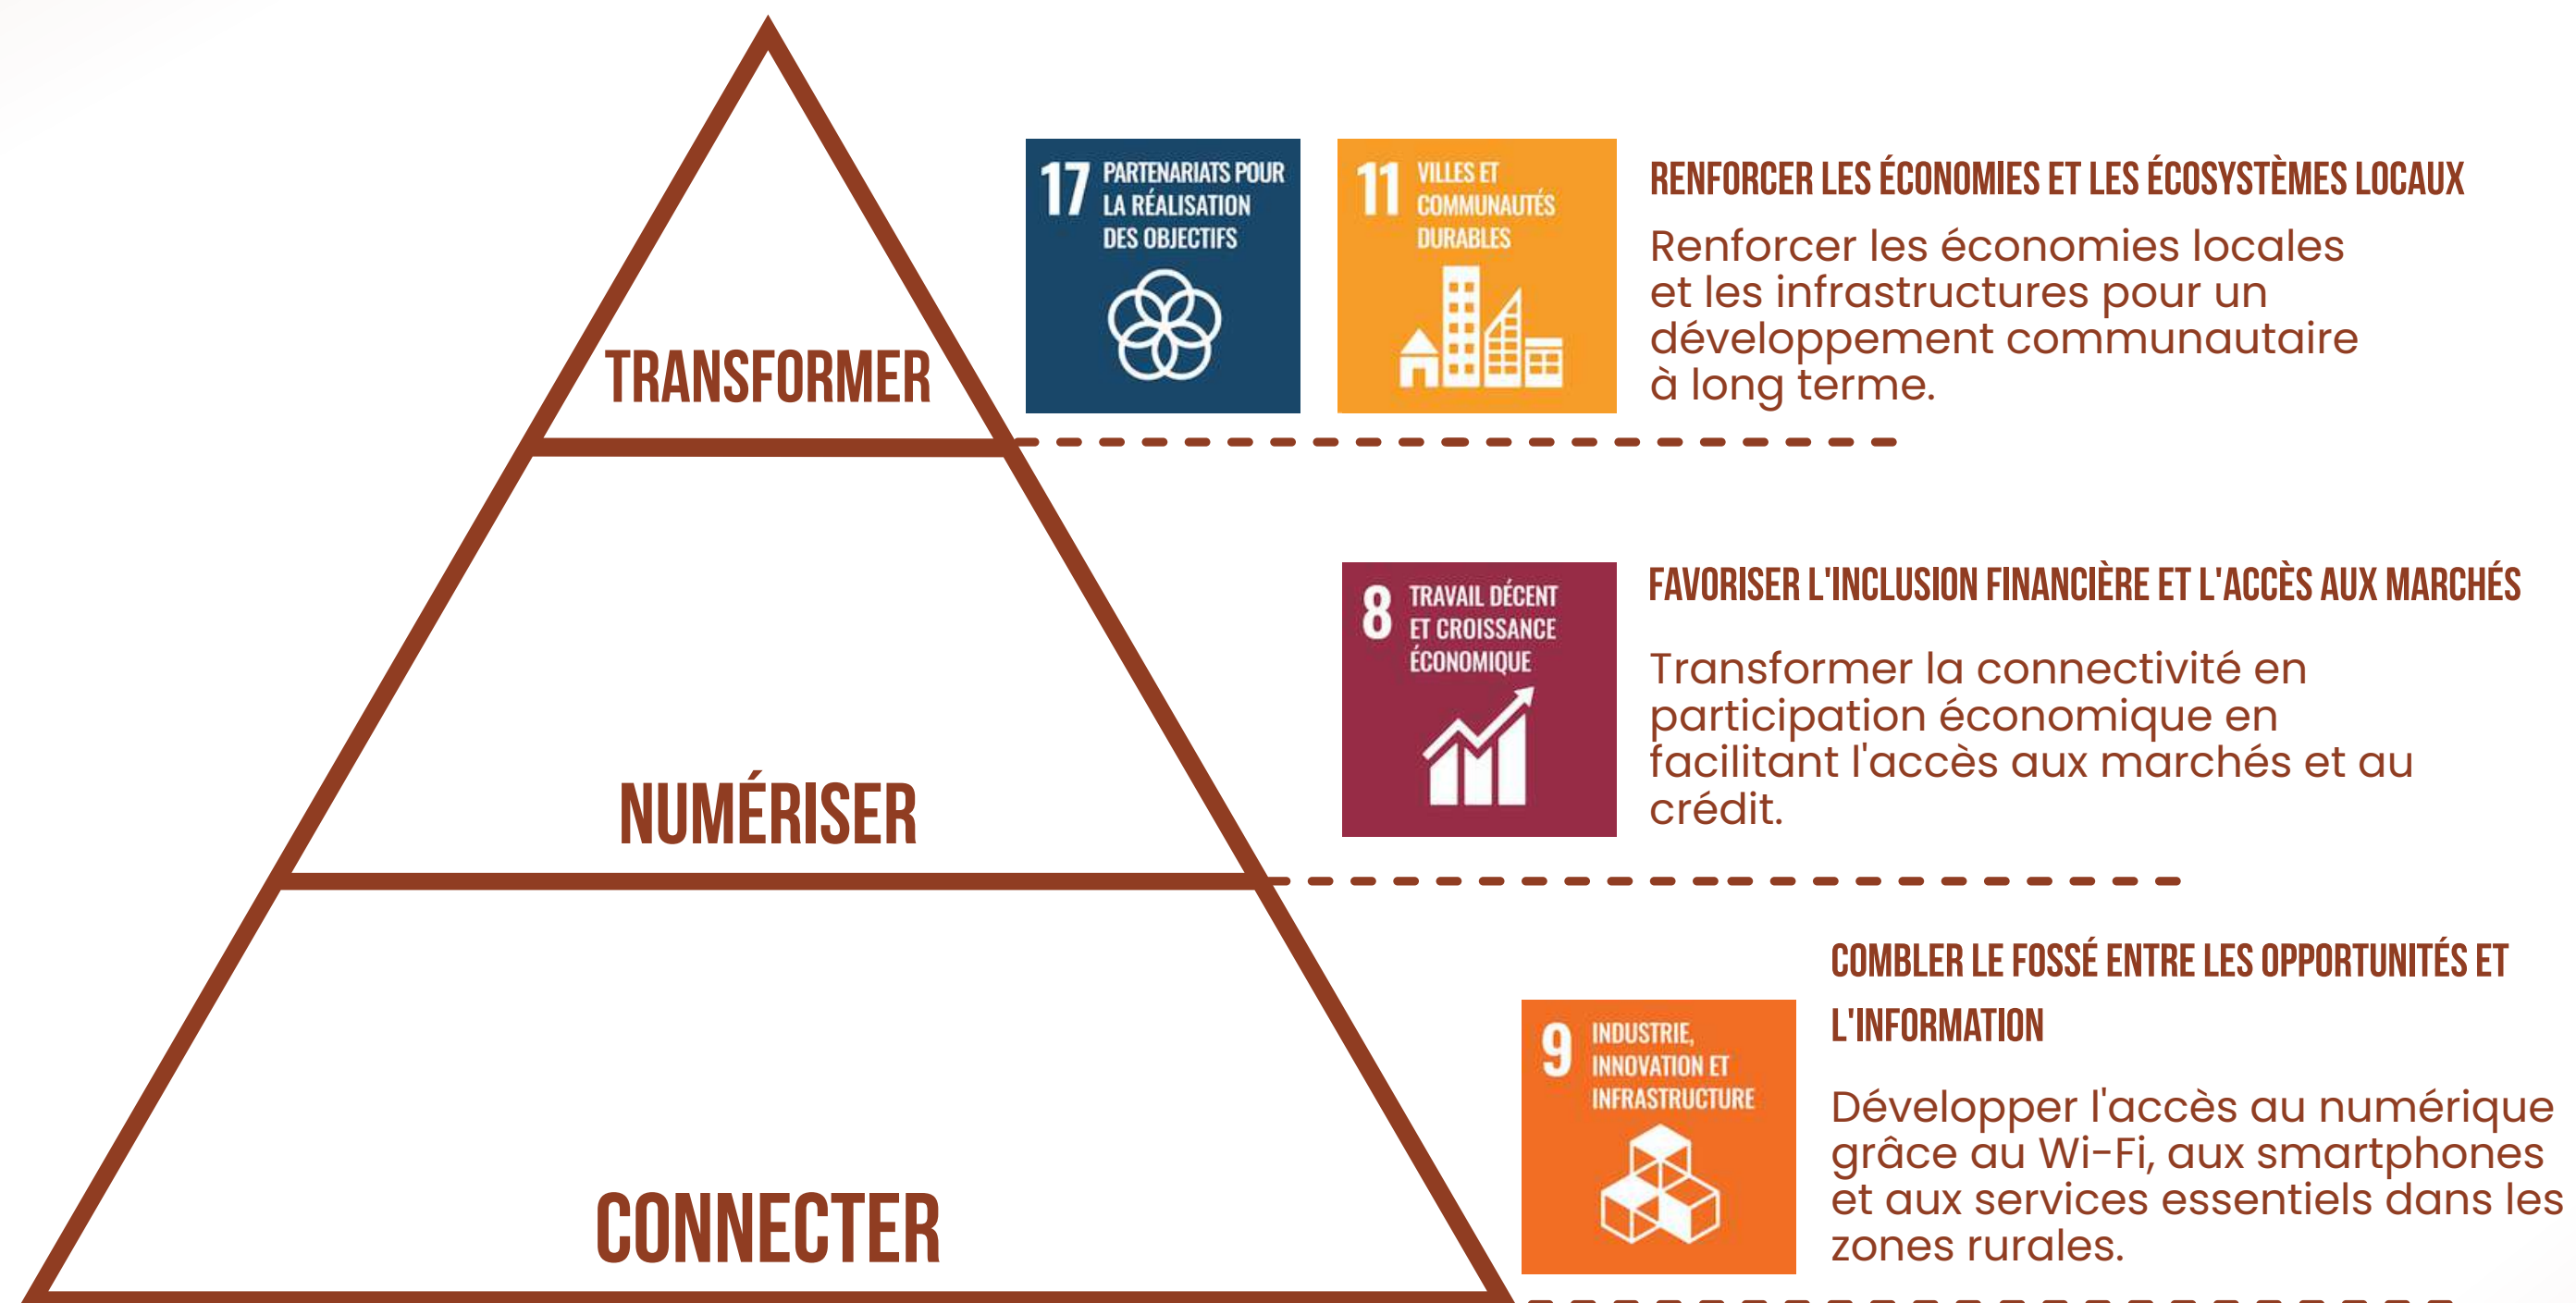 TRANSFORMER
17 PARTENARIATS POUR
LA RÉALISATION
DES OBJECTIFS
11 VILLES ET
COMMUNAUTÉS
DURABLES
RENFORCER LES ÉCONOMIES ET LES ÉCOSYSTÈMES LOCAUX
Renforcer les économies locales
et les infrastructures pour un
développement communautaire
à long terme.
NUMÉRISER
8 TRAVAIL DÉCENT
ET CROISSANCE
ÉCONOMIQUE
FAVORISER L'INCLUSION FINANCIÈRE ET L'ACCÈS AUX MARCHÉS
Transformer la connectivité en
participation économique en
facilitant l'accès aux marchés et au
crédit.
CONNECTER
9 INDUSTRIE,
INNOVATION ET
INFRASTRUCTURE
COMBLER LE FOSSÉ ENTRE LES OPPORTUNITÉS ET
L'INFORMATION
Développer l'accès au numérique
grâce au Wi-Fi, aux smartphones
et aux services essentiels dans les
zones rurales.